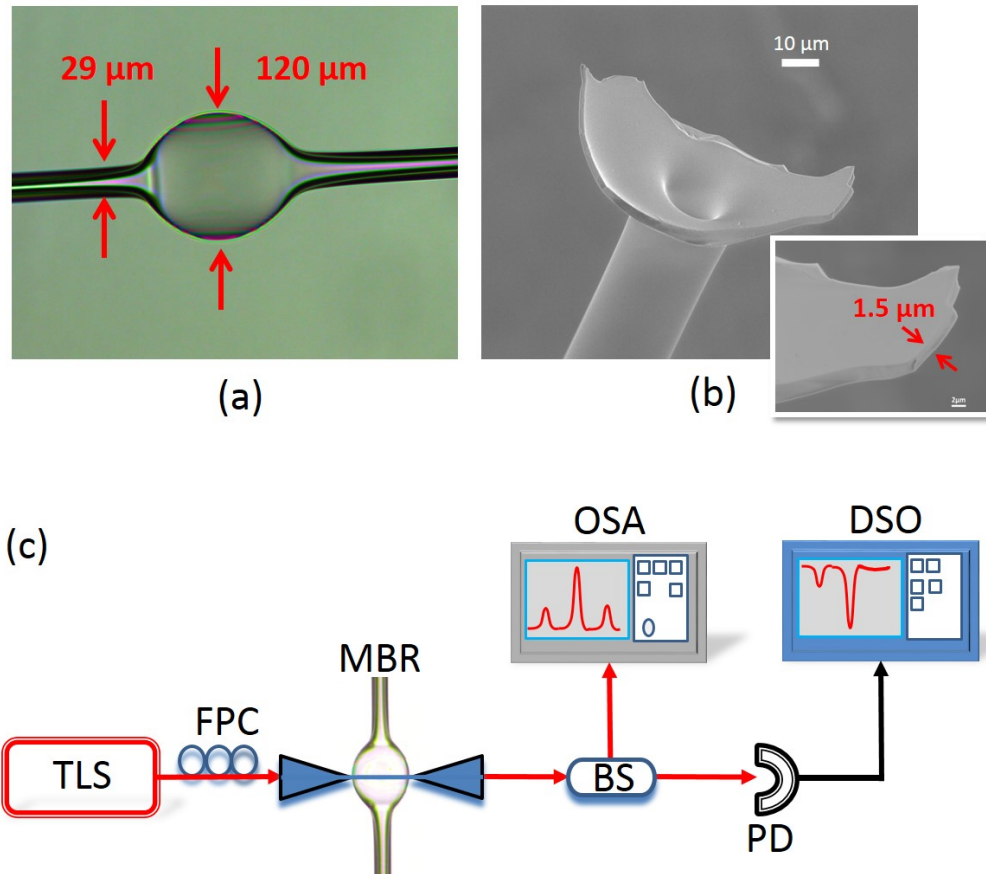 29 μm
120 μm
(a)
10 μm
1.5 μm
2μm
(b)
(c)
OSA
DSO
MBR
FPC
TLS
BS
PD